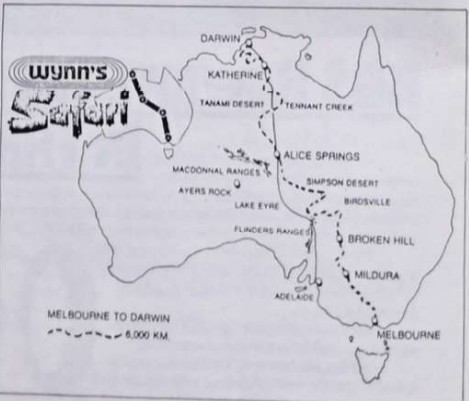 wynn's
Safari
DARWIN
KATHERINE
TANAMI DESERT
TENNANT CREEK
ALICE SPRINGS
MACDONNAL RANGES
SIMPSON DESERT
AYERS ROCK
BIRDSVILLE
LAKE EYRE
FLINDERS RANGES
BROKEN HILL
MILDURA
ADELAIDE
MELBOURNE TO DARWIN
6,000 KM.
MELBOURNE